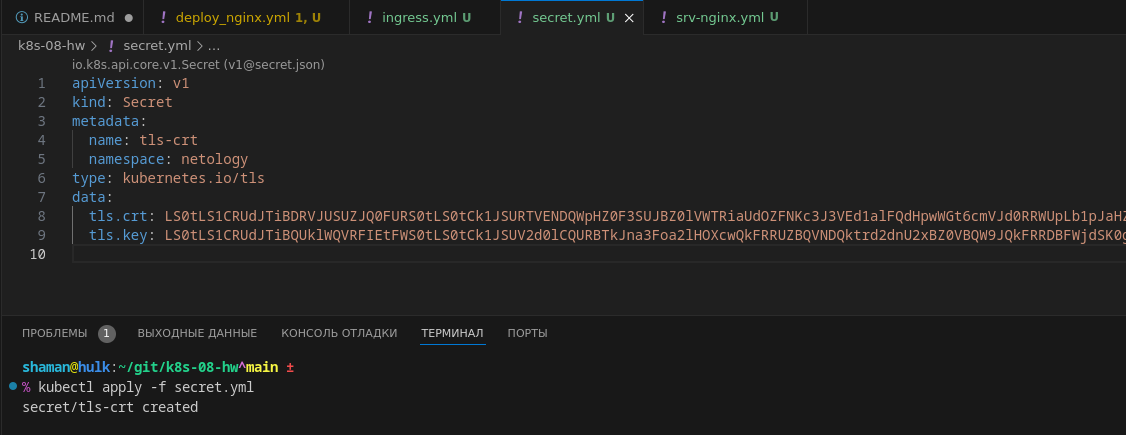 README.md
deploy_nginx.yml 1, U
ingress.yml U
secret.yml U
srv-nginx.yml U
k8s-08-hw > secret.yml > ...
io.k8s.api.core.v1.Secret (v1@secret.json)
1 apiVersion: v1
2 kind: Secret
3 metadata:
4 name: tls-crt
5 namespace: netology
6 type: kubernetes.io/tls
7 data:
8 tls.crt:
9 tls.key:
10
ПРОБЛЕМЫ 1 ВЫХОДНЫЕ ДАННЫЕ КОНСОЛЬ ОТЛАДКИ ТЕРМИНАЛ ПОРТЫ
shaman@hulk:~/git/k8s-08-hw^main ±
% kubectl apply -f secret.yml
secret/tls-crt created